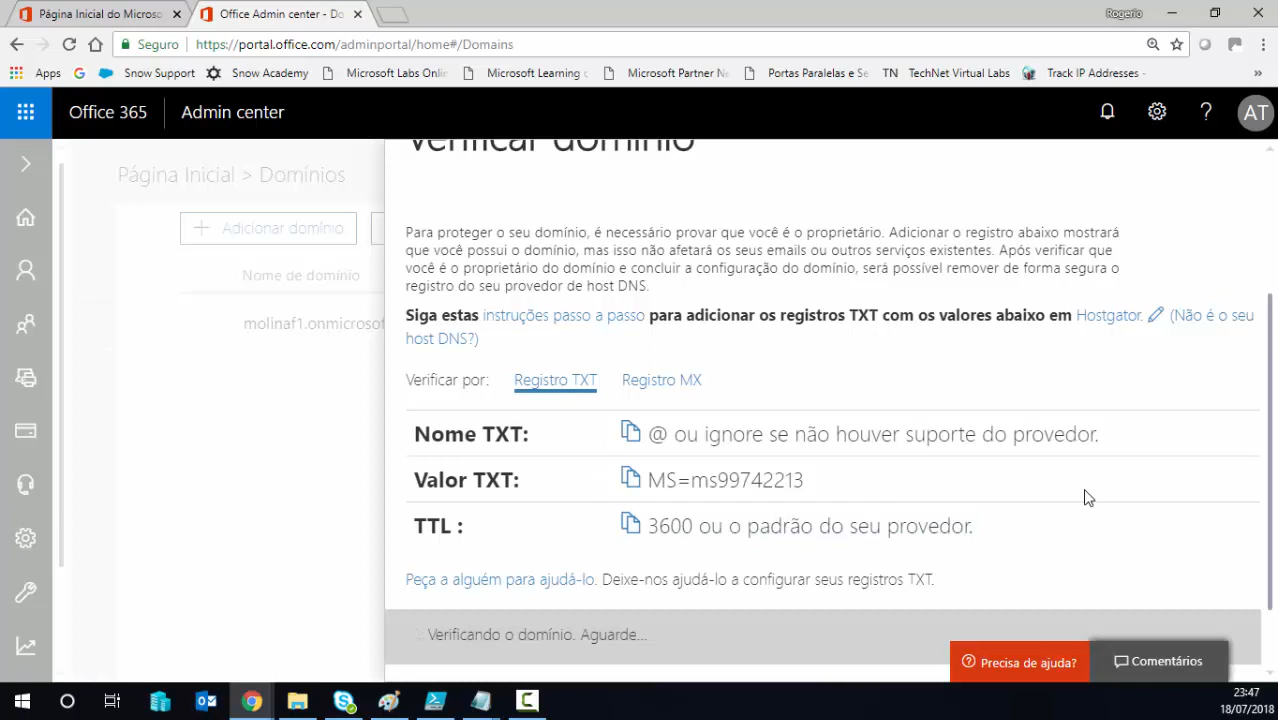 Página Inicial do Microso
Office Admin center - Do
Rogerio
Seguro
https://portal.office.com/adminportal/home#/Domains
Apps
Snow Support
Snow Academy
Microsoft Labs Onlin
Microsoft Learning
Microsoft Partner N
Portas Paralelas e Se
TN TechNet Virtual Labs
Track IP Addresses -
»
Office 365
Admin center
AT
Verificar domínio
Página Inicial > Domínios
Adicionar domínio
Nome de domínio
molinaf1.onmicrosof
Para proteger o seu domínio, é necessário provar que você é o proprietário. Adicionar o registro abaixo mostrará
que você possui o domínio, mas isso não afetará os seus emails ou outros serviços existentes. Após verificar que
você é o proprietário do domínio e concluir a configuração do domínio, será possível remover de forma segura o
registro do seu provedor de host DNS.
Siga estas instruções passo a passo para adicionar os registros TXT com os valores abaixo em Hostgator. (Não é o seu
host DNS?)
Verificar por: Registro TXT Registro MX
Nome TXT: @ ou ignore se não houver suporte do provedor.
Valor TXT: MS=ms99742213
TTL : 3600 ou o padrão do seu provedor.
Peça a alguém para ajudá-lo. Deixe-nos ajudá-lo a configurar seus registros TXT.
Verificando o domínio. Aguarde...
Precisa de ajuda?
Comentários
23:47
18/07/2018